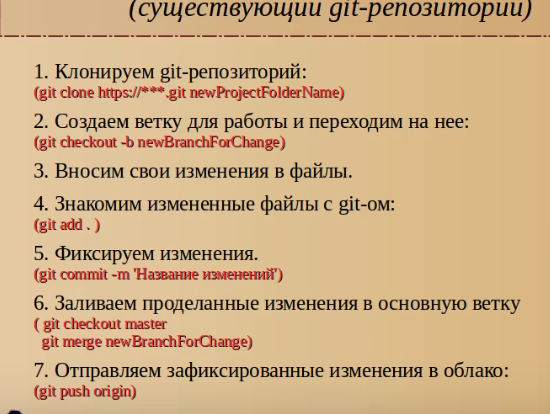 (существующий git-репозиторий)
1. Клонируем git-репозиторий:
(git clone https://***.git newProjectFolderName)
2. Создаем ветку для работы и переходим на нее:
(git checkout -b newBranchForChange)
3. Вносим свои изменения в файлы.
4. Знакомим измененные файлы с git-ом:
(git add . )
5. Фиксируем изменения.
(git commit -m 'Название изменений')
6. Заливаем проделанные изменения в основную ветку
( git checkout master
git merge newBranchForChange)
7. Отправляем зафиксированные изменения в облако:
(git push origin)